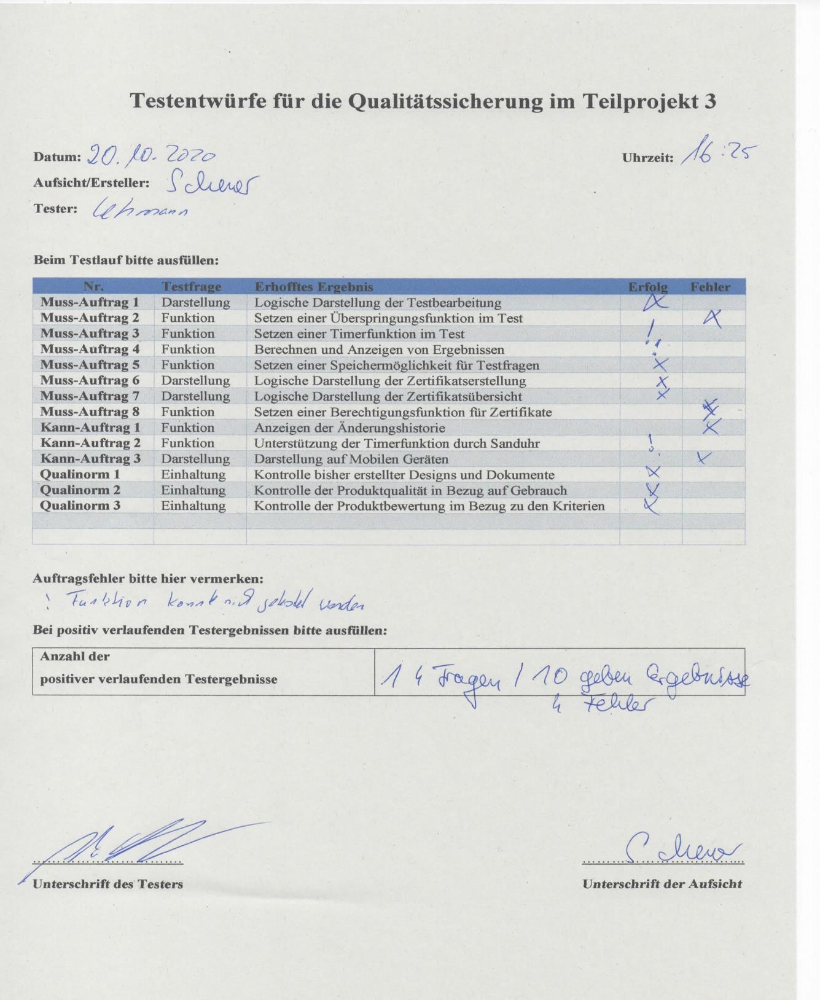 Testentwürfe für die Qualitätssicherung im Teilprojekt 3
Datum: 20.10.2020 Uhrzeit: 16:25
Aufsicht/Ersteller: Scherer
Tester: Lehmann
Beim Testlauf bitte ausfüllen:
Nr. Testfrage Erhofftes Ergebnis Erfolg Fehler
Muss-Auftrag 1 Darstellung Logische Darstellung der Testbearbeitung X
Muss-Auftrag 2 Funktion Setzen einer Überspringungsfunktion im Test X
Muss-Auftrag 3 Funktion Setzen einer Timerfunktion im Test !
Muss-Auftrag 4 Funktion Berechnen und Anzeigen von Ergebnissen !
Muss-Auftrag 5 Funktion Setzen einer Speichermöglichkeit für Testfragen X
Muss-Auftrag 6 Darstellung Logische Darstellung der Zertifikatserstellung X
Muss-Auftrag 7 Darstellung Logische Darstellung der Zertifikatsübersicht X
Muss-Auftrag 8 Funktion Setzen einer Berechtigungsfunktion für Zertifikate X
Kann-Auftrag 1 Funktion Anzeigen der Änderungshistorie X
Kann-Auftrag 2 Funktion Unterstützung der Timerfunktion durch Sanduhr !
Kann-Auftrag 3 Darstellung Darstellung auf Mobilen Geräten X
Qualinorm 1 Einhaltung Kontrolle bisher erstellter Designs und Dokumente X
Qualinorm 2 Einhaltung Kontrolle der Produktqualität in Bezug auf Gebrauch X
Qualinorm 3 Einhaltung Kontrolle der Produktbewertung im Bezug zu den Kriterien X
Auftragsfehler bitte hier vermerken:
! Funktion konnte nicht getestet werden
Bei positiv verlaufenden Testergebnissen bitte ausfüllen:
Anzahl der
positiver verlaufenden Testergebnisse 14 Fragen / 10 geben Ergebnisse
4 Fehler
Scherer
Unterschrift des Testers Unterschrift der Aufsicht